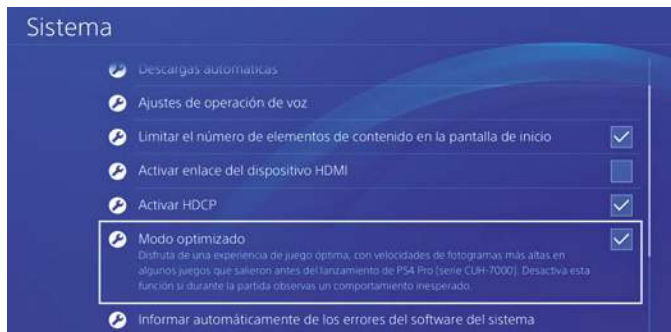 Sistema
Descargas automáticas
Ajustes de operación de voz
Limitar el número de elementos de contenido en la pantalla de inicio
Activar enlace del dispositivo HDMI
Activar HDCP
Modo optimizado
Disfruta de una experiencia de juego óptima, con velocidades de fotogramas más altas en
algunos juegos que salieron antes del lanzamiento de PS4 Pro (serie CUH-7000). Desactiva esta
función si durante la partida observas un comportamiento inesperado.
Informar automáticamente de los errores del software del sistema